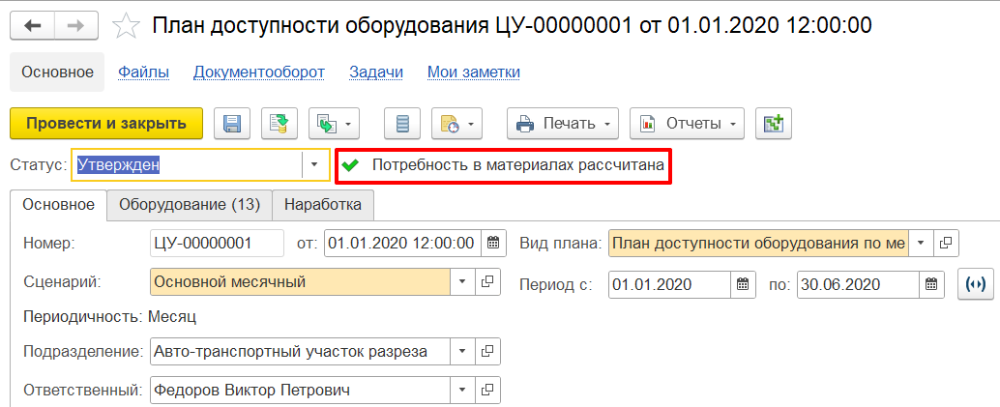 План доступности оборудования ЦУ-00000001 от 01.01.2020 12:00:00
Основное Файлы Документооборот Задачи Мои заметки
Провести и закрыть Печать Отчеты
Статус: Утвержден Потребность в материалах рассчитана
Основное Оборудование (13) Наработка
Номер: ЦУ-00000001 от: 01.01.2020 12:00:00 Вид плана: План доступности оборудования по ме
Сценарий: Основной месячный Период с: 01.01.2020 по: 30.06.2020
Периодичность: Месяц
Подразделение: Авто-транспортный участок разреза
Ответственный: Федоров Виктор Петрович